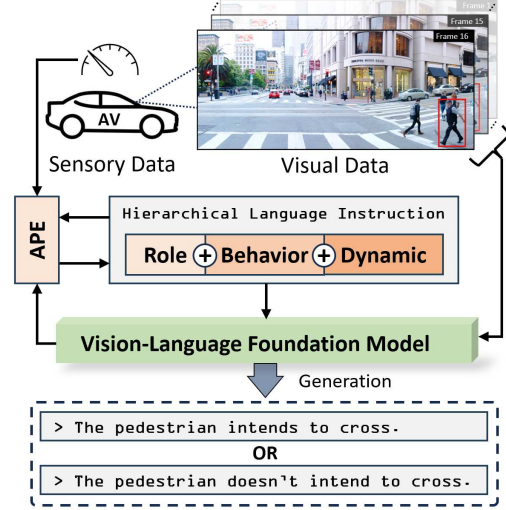 Frame 1
Frame 15
Frame 16
AV
Sensory Data
Visual Data
APE
Hierarchical Language Instruction
Role + Behavior + Dynamic
Vision-Language Foundation Model
Generation
> The pedestrian intends to cross.
OR
> The pedestrian doesn't intend to cross.